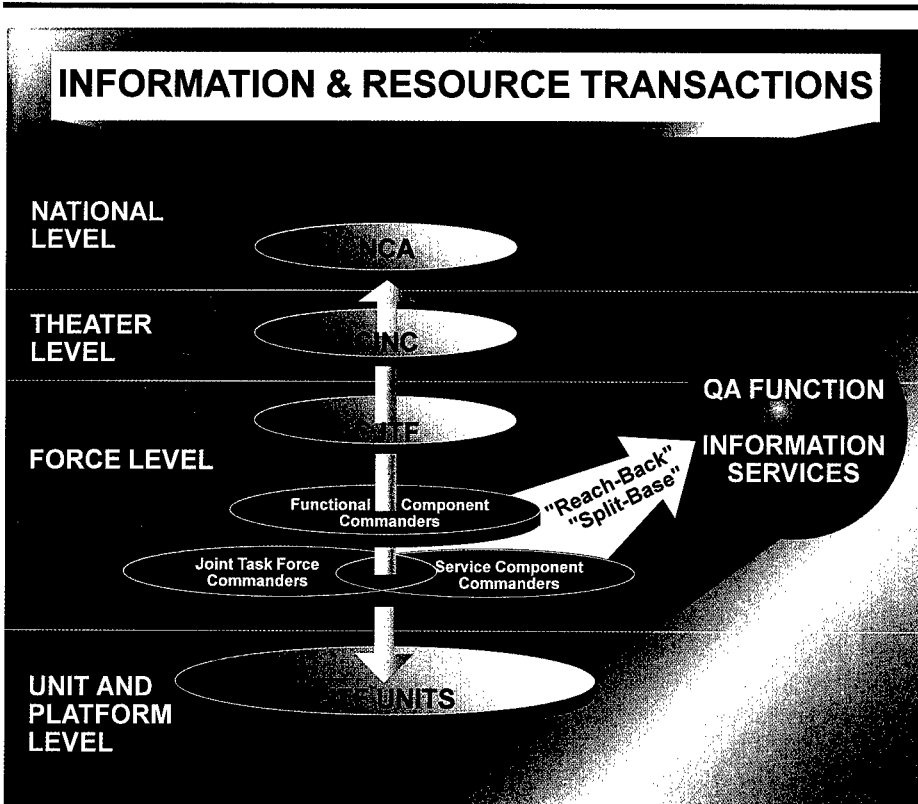 INFORMATION & RESOURCE TRANSACTIONS
NATIONAL
LEVEL
NCA
THEATER
LEVEL
CINC
QA FUNCTION
FORCE LEVEL
INFORMATION
SERVICES
"Reach-Back"
"Split-Base"
Functional Component
Commanders
Joint Task Force
Commanders
Service Component
Commanders
UNIT AND
PLATFORM
LEVEL
UNITS